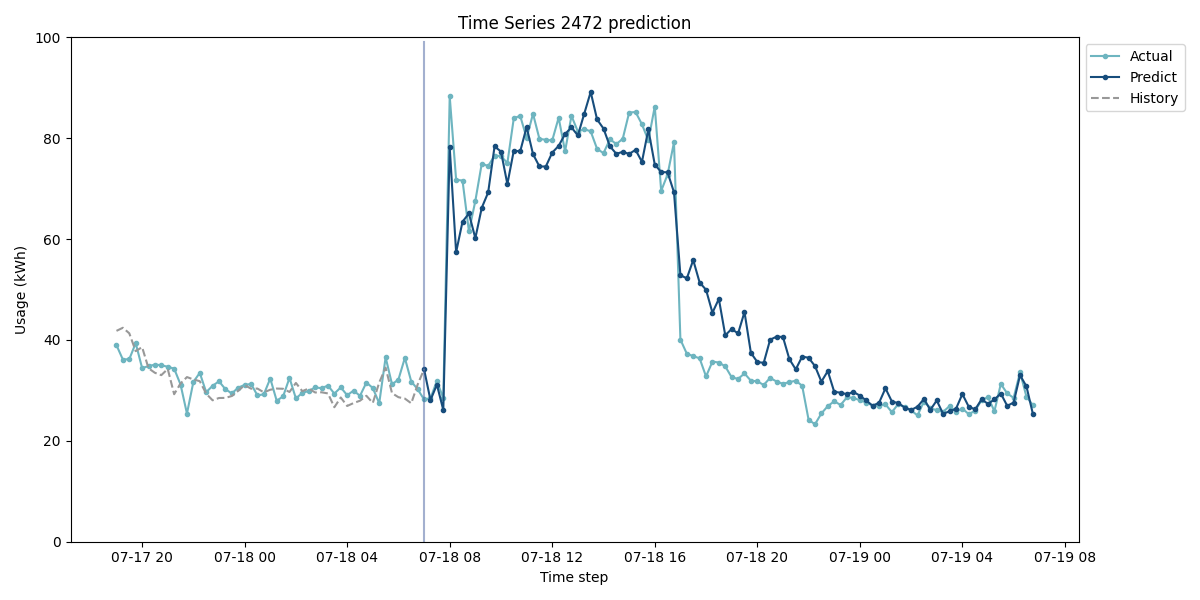 Time Series 2472 prediction
100
80
60
40
20
0
Usage (kWh)
07-17 20
07-18 00
07-18 04
07-18 08
07-18 12
07-18 16
07-18 20
07-19 00
07-19 04
07-19 08
Time step
Actual
Predict
History